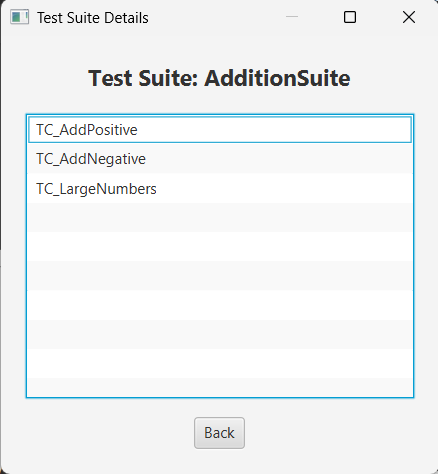 Test Suite Details
Test Suite: AdditionSuite
TC_AddPositive
TC_AddNegative
TC_LargeNumbers
Back